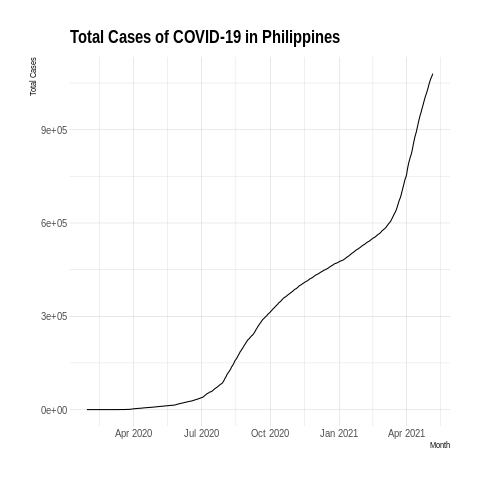 Total Cases of COVID-19 in Philippines
Total Cases
9e+05
6e+05
3e+05
0e+00
Apr 2020 Jul 2020 Oct 2020 Jan 2021 Apr 2021
Month